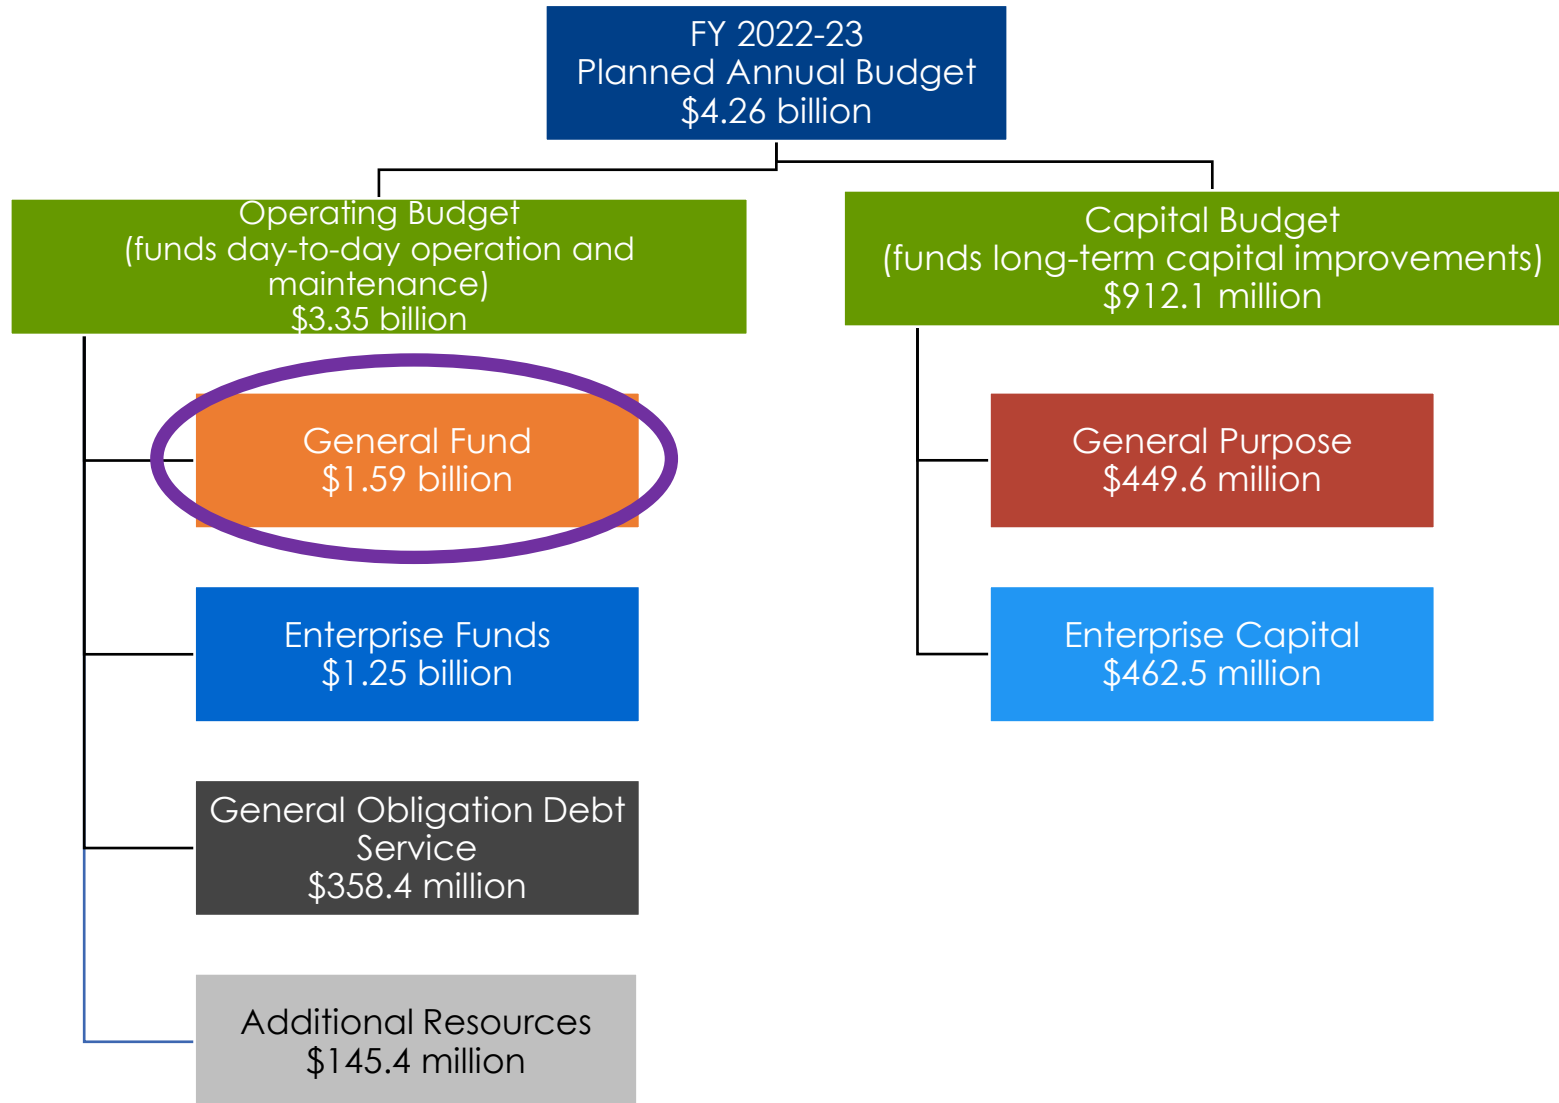 FY 2022-23
Planned Annual Budget
$4.26 billion
Operating Budget
(funds day-to-day operation and
maintenance)
$3.35 billion
Capital Budget
(funds long-term capital improvements)
$912.1 million
General Fund
$1.59 billion
General Purpose
$449.6 million
Enterprise Funds
$1.25 billion
Enterprise Capital
$462.5 million
General Obligation Debt
Service
$358.4 million
Additional Resources
$145.4 million